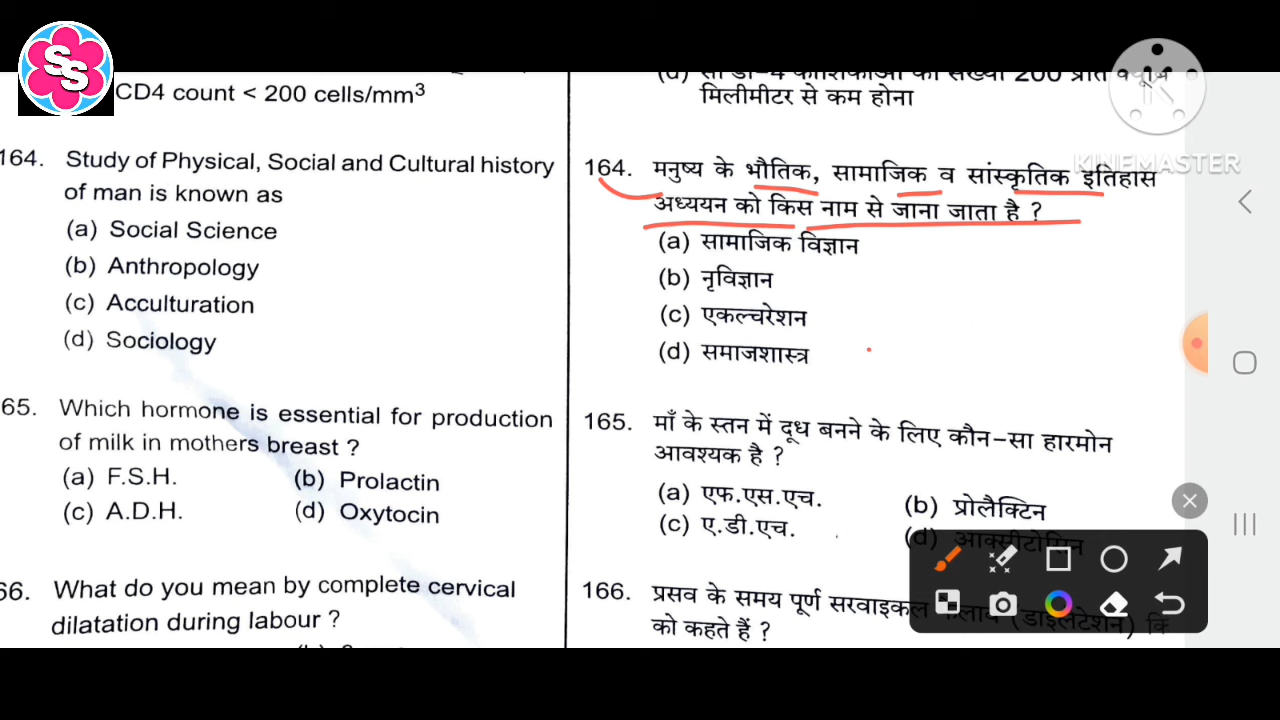 SS
CD4 count < 200 cells/mm³
164. Study of Physical, Social and Cultural history
of man is known as
(a) Social Science
(b) Anthropology
(c) Acculturation
(d) Sociology
65. Which hormone is essential for production
of milk in mothers breast ?
(a) F.S.H. (b) Prolactin
(c) A.D.H. (d) Oxytocin
66. What do you mean by complete cervical
dilatation during labour ?
मिलीमीटर से कम होना
KINEMASTER
164. मनुष्य के भौतिक, सामाजिक व सांस्कृतिक इतिहास
अध्ययन को किस नाम से जाना जाता है ?
(a) सामाजिक विज्ञान
(b) नृविज्ञान
(c) एकल्चरेशन
(d) समाजशास्त्र
165. माँ के स्तन में दूध बनने के लिए कौन-सा हारमोन
आवश्यक है ?
(a) एफ.एस.एच. (b) प्रोलैक्टिन
(c) ए.डी.एच. (d) आक्सीटोसिन
166. प्रसव के समय पूर्ण सरवाइकल (डाइलेटेशन)
को कहते हैं ?